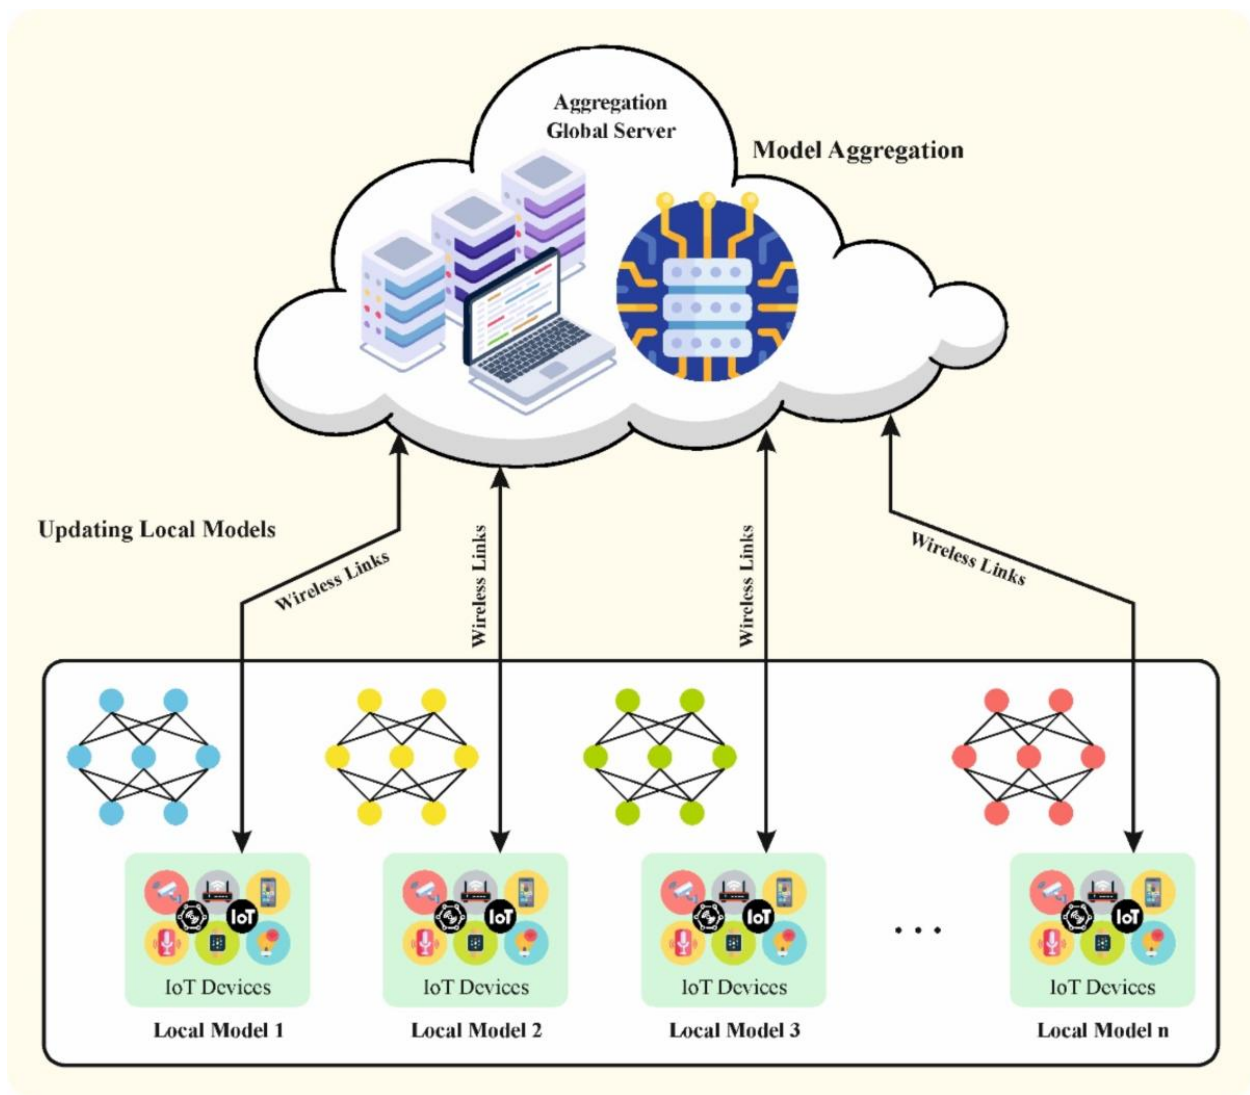 Aggregation
Global Server
Model Aggregation
Updating Local Models
Wireless Links
Wireless Links
Wireless Links
Wireless Links
IoT
IoT
IoT
IoT
IoT Devices
IoT Devices
IoT Devices
...
IoT Devices
Local Model 1
Local Model 2
Local Model 3
Local Model n